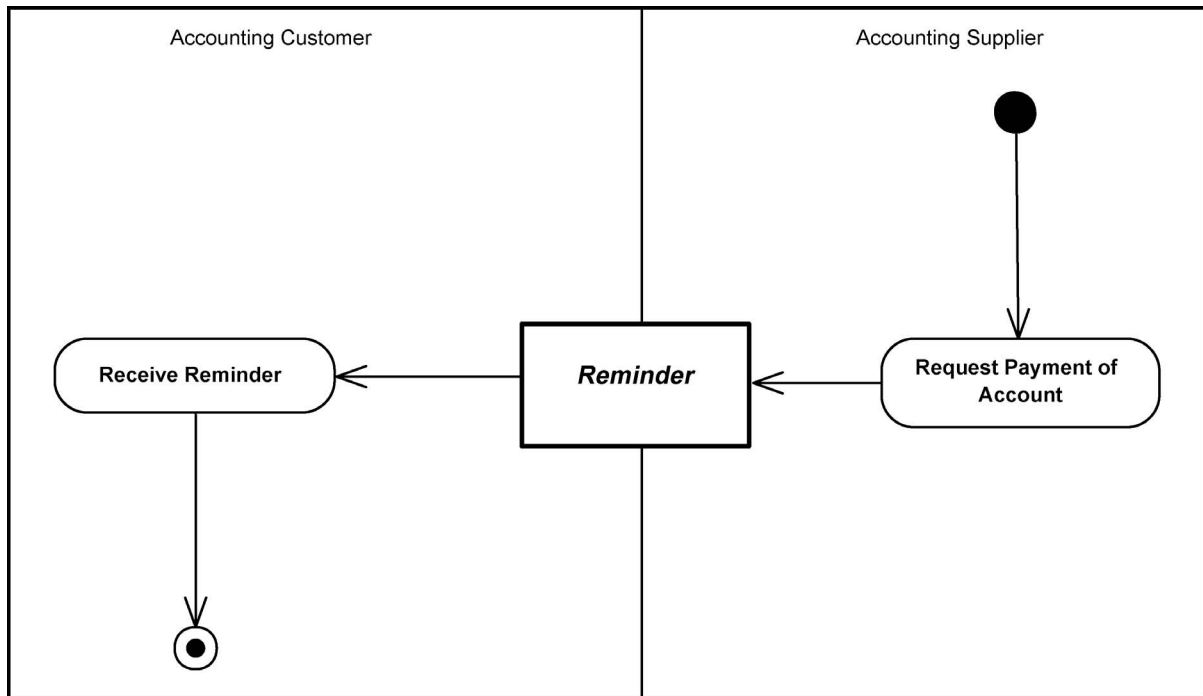 Accounting Customer
Accounting Supplier
Receive Reminder
Reminder
Request Payment of
Account